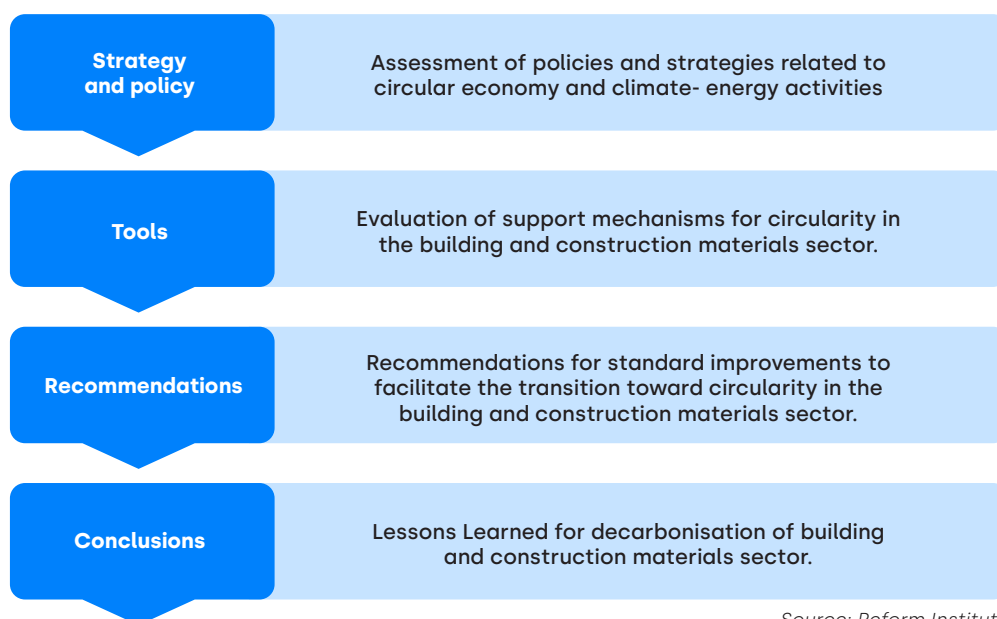 Strategy
and policy
Assessment of policies and strategies related to
circular economy and climate- energy activities
Tools
Evaluation of support mechanisms for circularity in
the building and construction materials sector.
Recommendations
Recommendations for standard improvements to
facilitate the transition toward circularity in the
building and construction materials sector.
Conclusions
Lessons Learned for decarbonisation of building
and construction materials sector.
Source: Reform Institut